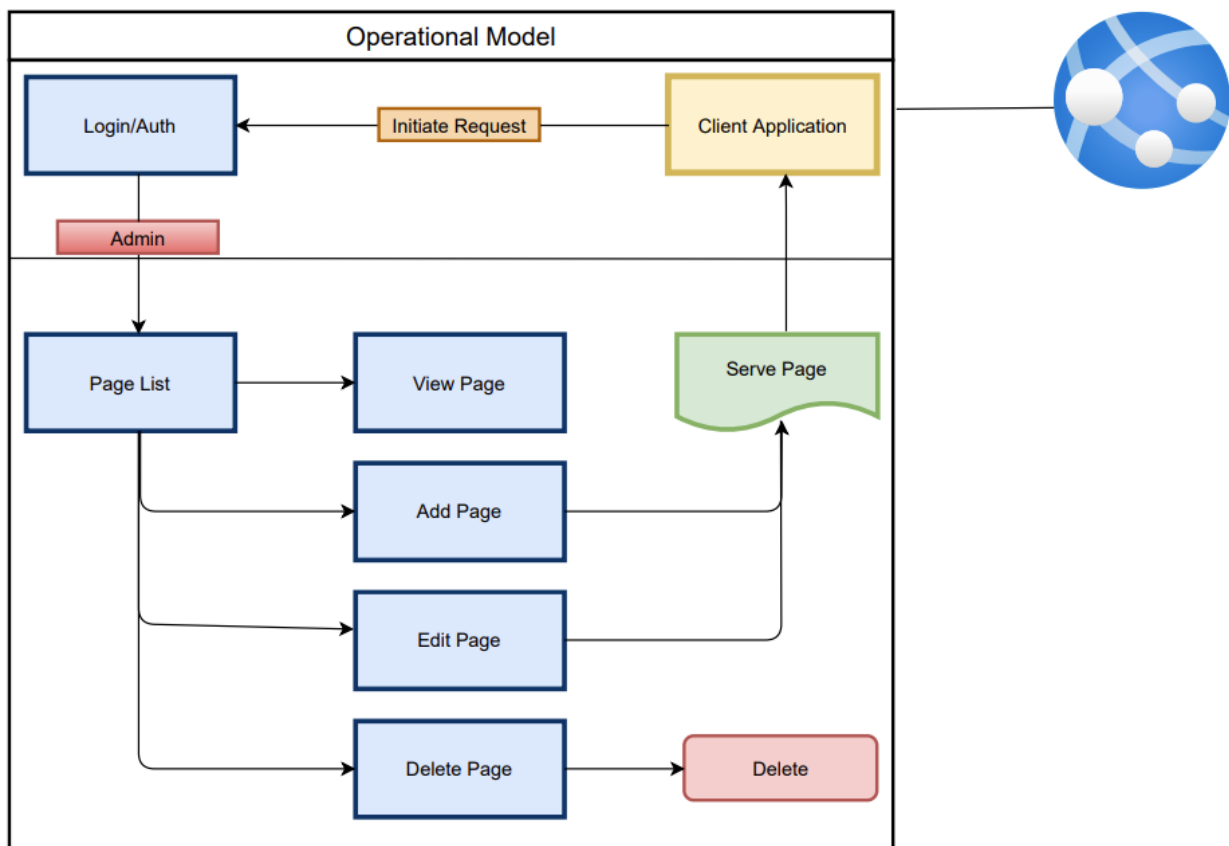 Operational Model
Login/Auth
Initiate Request
Client Application
Admin
Page List
View Page
Serve Page
Add Page
Edit Page
Delete Page
Delete